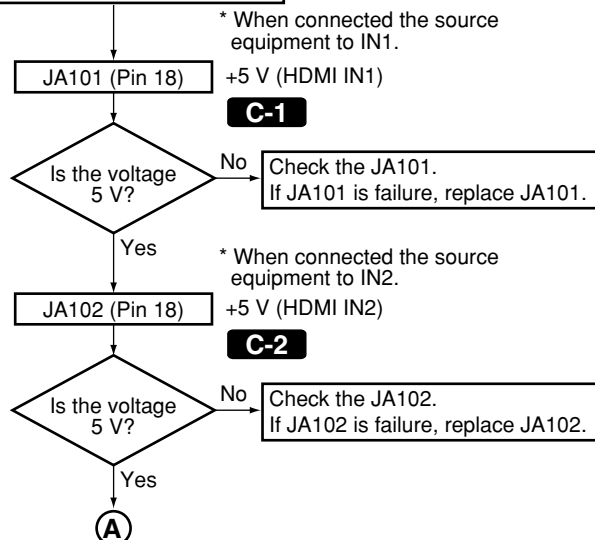 * When connected the source
equipment to IN1.
JA101 (Pin 18)
+5 V (HDMI IN1)
C-1
Is the voltage
5 V?
No
Check the JA101.
If JA101 is failure, replace JA101.
Yes
* When connected the source
equipment to IN2.
JA102 (Pin 18)
+5 V (HDMI IN2)
C-2
Is the voltage
5 V?
No
Check the JA102.
If JA102 is failure, replace JA102.
Yes
A